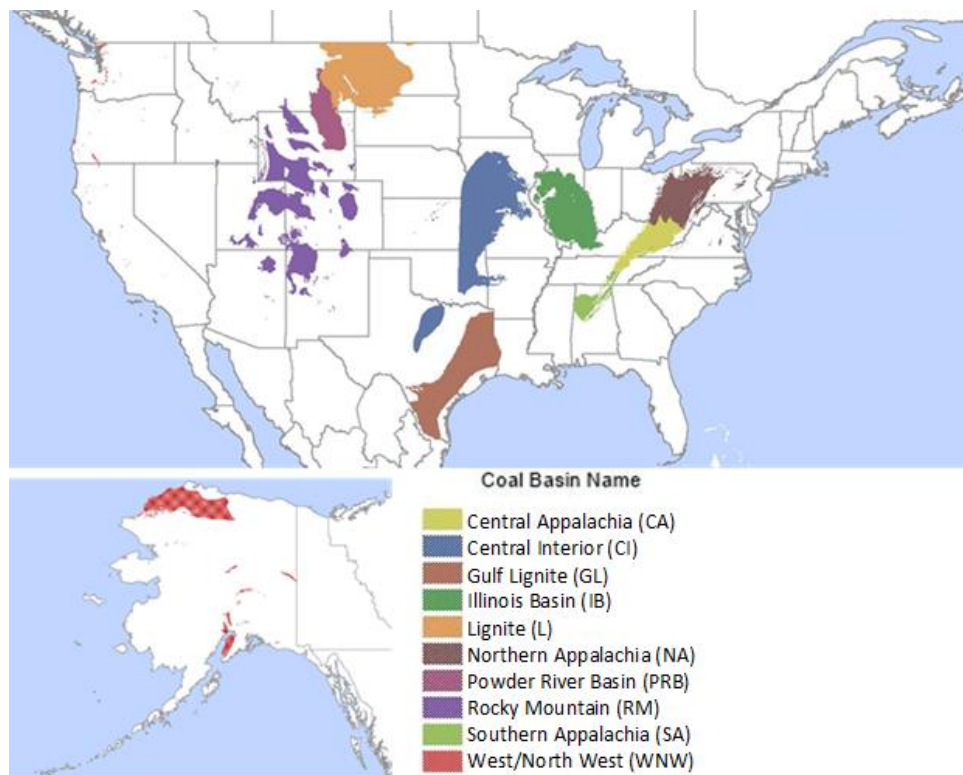 Coal Basin Name
Central Appalachia (CA)
Central Interior (CI)
Gulf Lignite (GL)
Illinois Basin (IB)
Lignite (L)
Northern Appalachia (NA)
Powder River Basin (PRB)
Rocky Mountain (RM)
Southern Appalachia (SA)
West/North West (WNW)